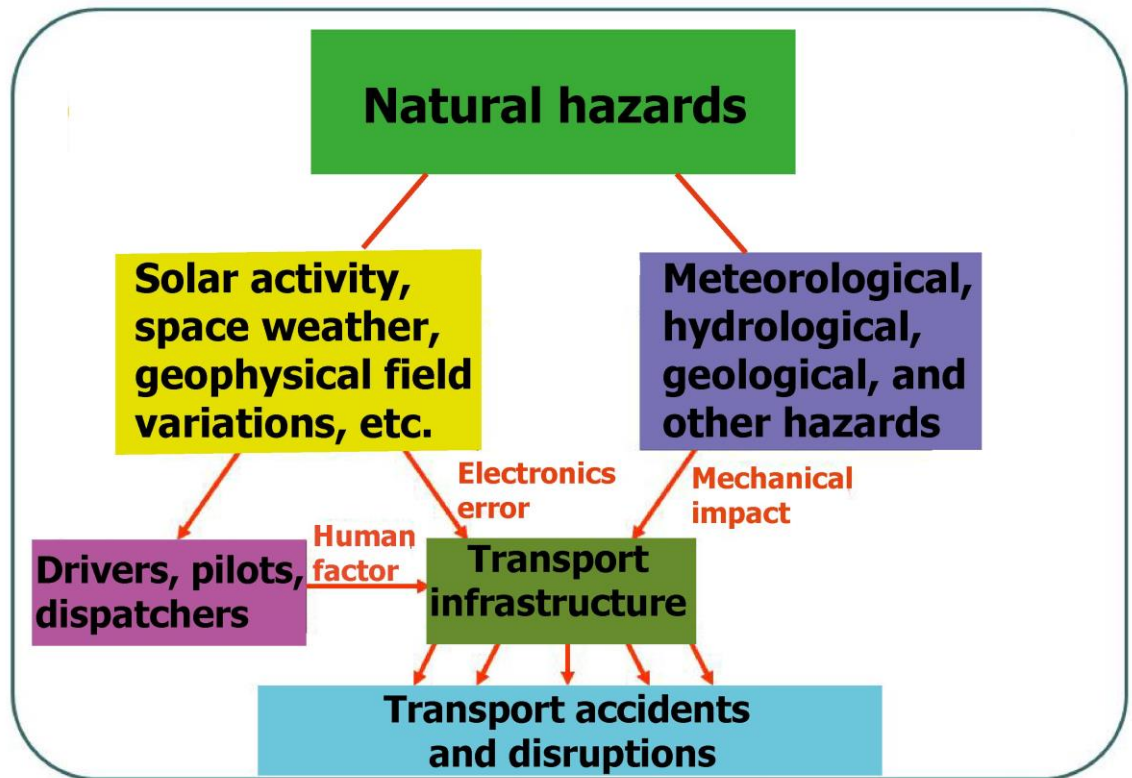 Natural hazards
Solar activity,
space weather,
geophysical field
variations, etc.
Meteorological,
hydrological,
geological, and
other hazards
Electronics
error
Mechanical
impact
Human
factor
Drivers, pilots,
dispatchers
Transport
infrastructure
Transport accidents
and disruptions